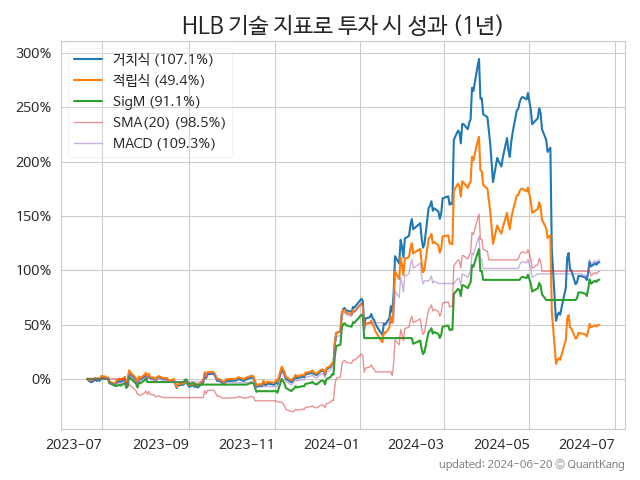 HLB 기술 지표로 투자 시 성과 (1년)
300%
250%
200%
150%
100%
50%
0%
거치식 (107.1%)
적립식 (49.4%)
SigM (91.1%)
SMA(20) (98.5%)
MACD (109.3%)
2023-07
2023-09
2023-11
2024-01
2024-03
2024-05
2024-07
updated: 2024-06-20 © QuantKang